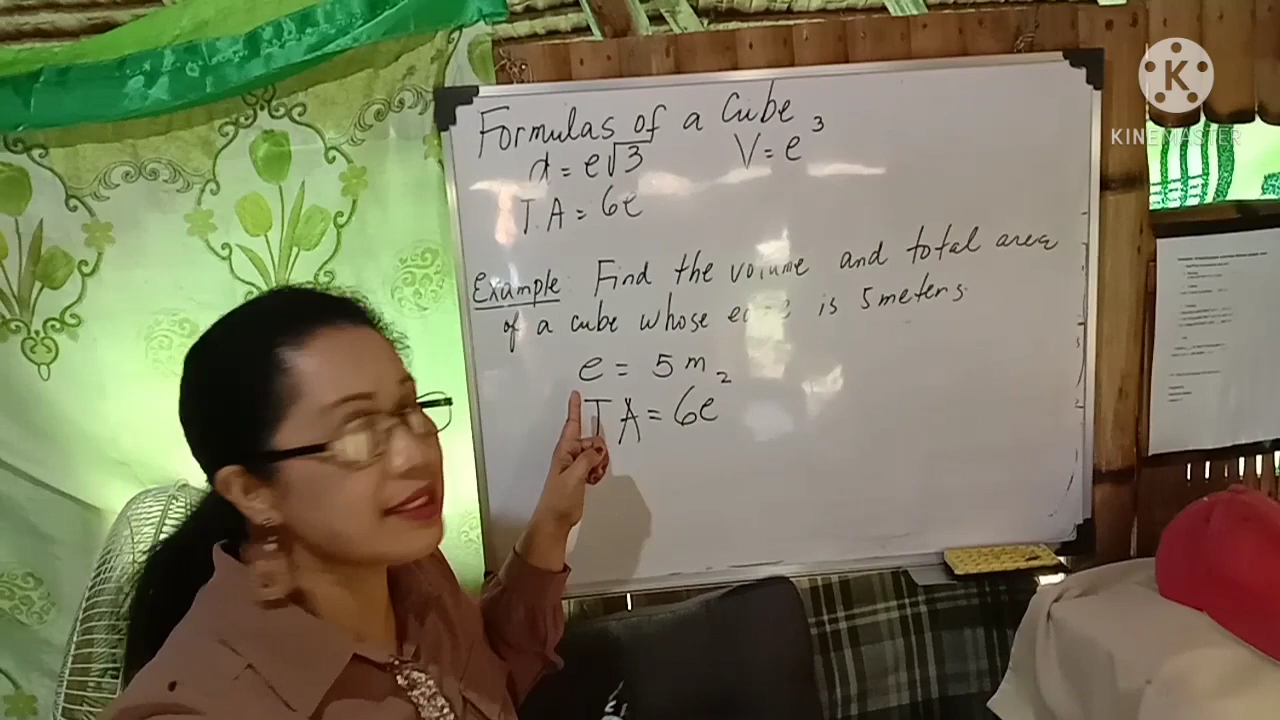 Formulas of a Cube
d = e√3 V = e³
T.A = 6e
Example: Find the volume and total area
of a cube whose is 5 meters.
e = 5 m
TA = 6e²
K
KINEMASTER